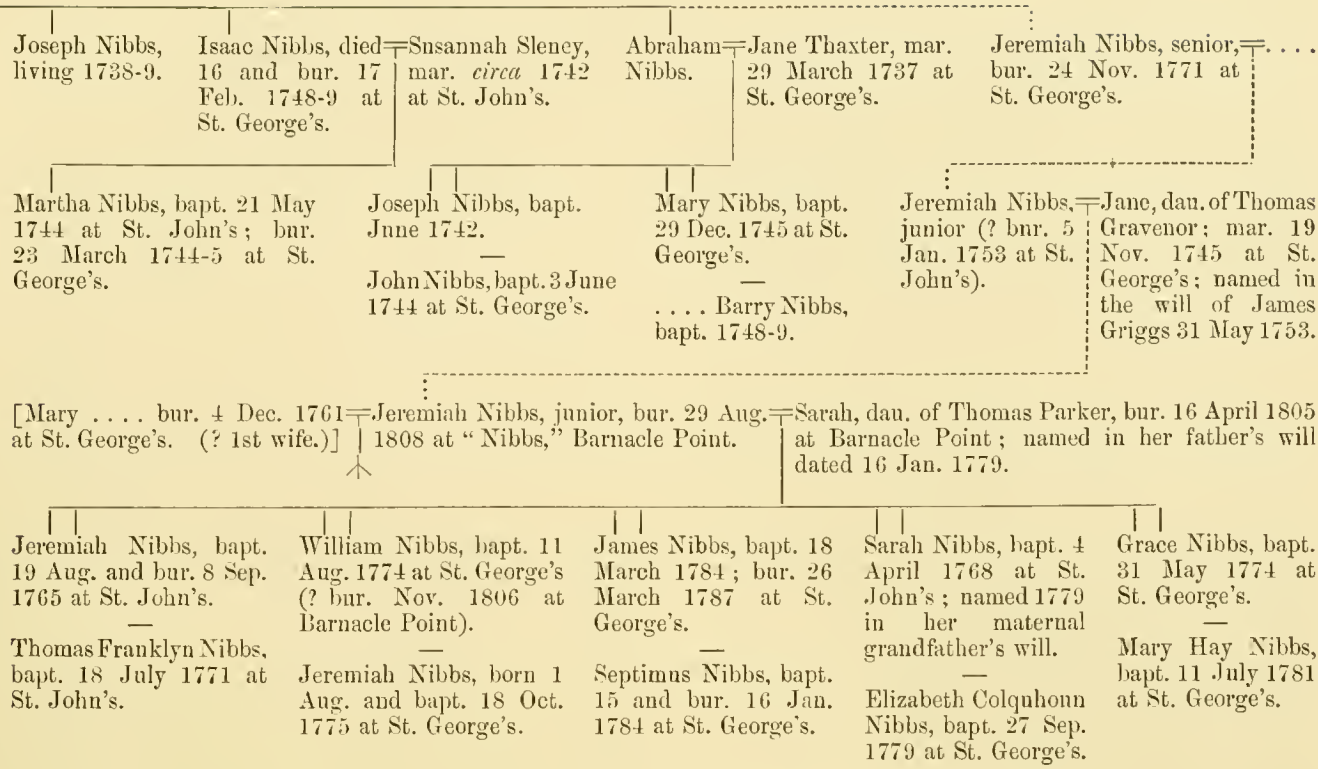 Joseph Nibbs,
living 1738-9.
Isaac Nibbs, died
16 and bur. 17
Feb. 1748-9 at
St. George's.
Susannah Sleney,
mar. circa 1742
at St. John's.
Abraham
Nibbs.
Jane Thaxter, mar.
29 March 1737 at
St. George's.
Jeremiah Nibbs, senior,
bur. 24 Nov. 1771 at
St. George's.
. . . .
Martha Nibbs, bapt. 21 May
1744 at St. John's; bur.
23 March 1744-5 at St.
George's.
Joseph Nibbs, bapt.
June 1742.
—
John Nibbs, bapt. 3 June
1744 at St. George's.
Mary Nibbs, bapt.
29 Dec. 1745 at St.
George's.
—
. . . . Barry Nibbs,
bapt. 1748-9.
Jeremiah Nibbs,
junior (? bur. 5
Jan. 1753 at St.
John's).
Jane, dau. of Thomas
Gravenor; mar. 19
Nov. 1745 at St.
George's; named in
the will of James
Griggs 31 May 1753.
[Mary . . . . bur. 4 Dec. 1761
at St. George's. (? 1st wife.)]
Jeremiah Nibbs, junior, bur. 29 Aug.
1808 at "Nibbs," Barnacle Point.
Sarah, dau. of Thomas Parker, bur. 16 April 1805
at Barnacle Point; named in her father's will
dated 16 Jan. 1779.
Jeremiah Nibbs, bapt.
19 Aug. and bur. 8 Sep.
1765 at St. John's.
—
Thomas Franklyn Nibbs,
bapt. 18 July 1771 at
St. John's.
William Nibbs, bapt. 11
Aug. 1774 at St. George's
(? bur. Nov. 1806 at
Barnacle Point).
—
Jeremiah Nibbs, born 1
Aug. and bapt. 18 Oct.
1775 at St. George's.
James Nibbs, bapt. 18
March 1784; bur. 26
March 1787 at St.
George's.
—
Septimus Nibbs, bapt.
15 and bur. 16 Jan.
1784 at St. George's.
Sarah Nibbs, bapt. 4
April 1768 at St.
John's; named 1779
in her maternal
grandfather's will.
—
Elizabeth Colquhoun
Nibbs, bapt. 27 Sep.
1779 at St. George's.
Grace Nibbs, bapt.
31 May 1774 at
St. George's.
—
Mary Hay Nibbs,
bapt. 11 July 1781
at St. George's.